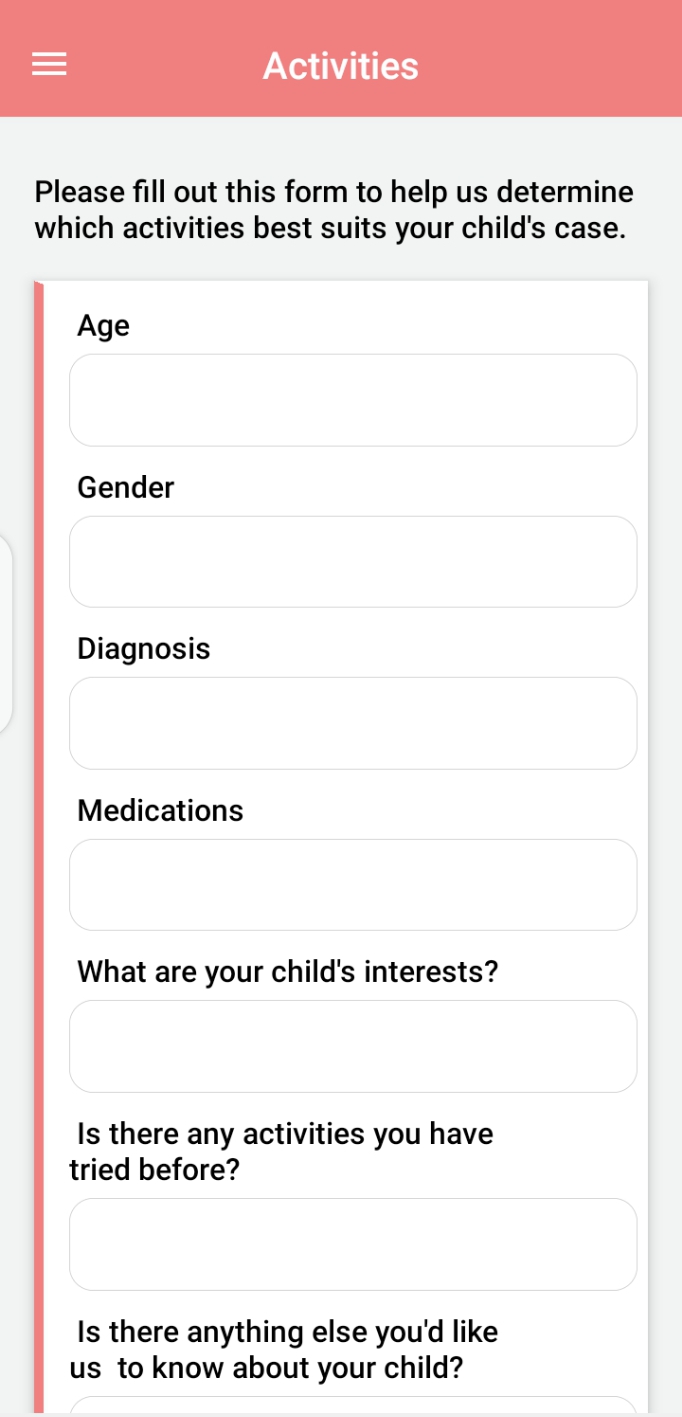 Activities
Please fill out this form to help us determine
which activities best suits your child's case.
Age
Gender
Diagnosis
Medications
What are your child's interests?
Is there any activities you have
tried before?
Is there anything else you'd like
us  to know about your child?